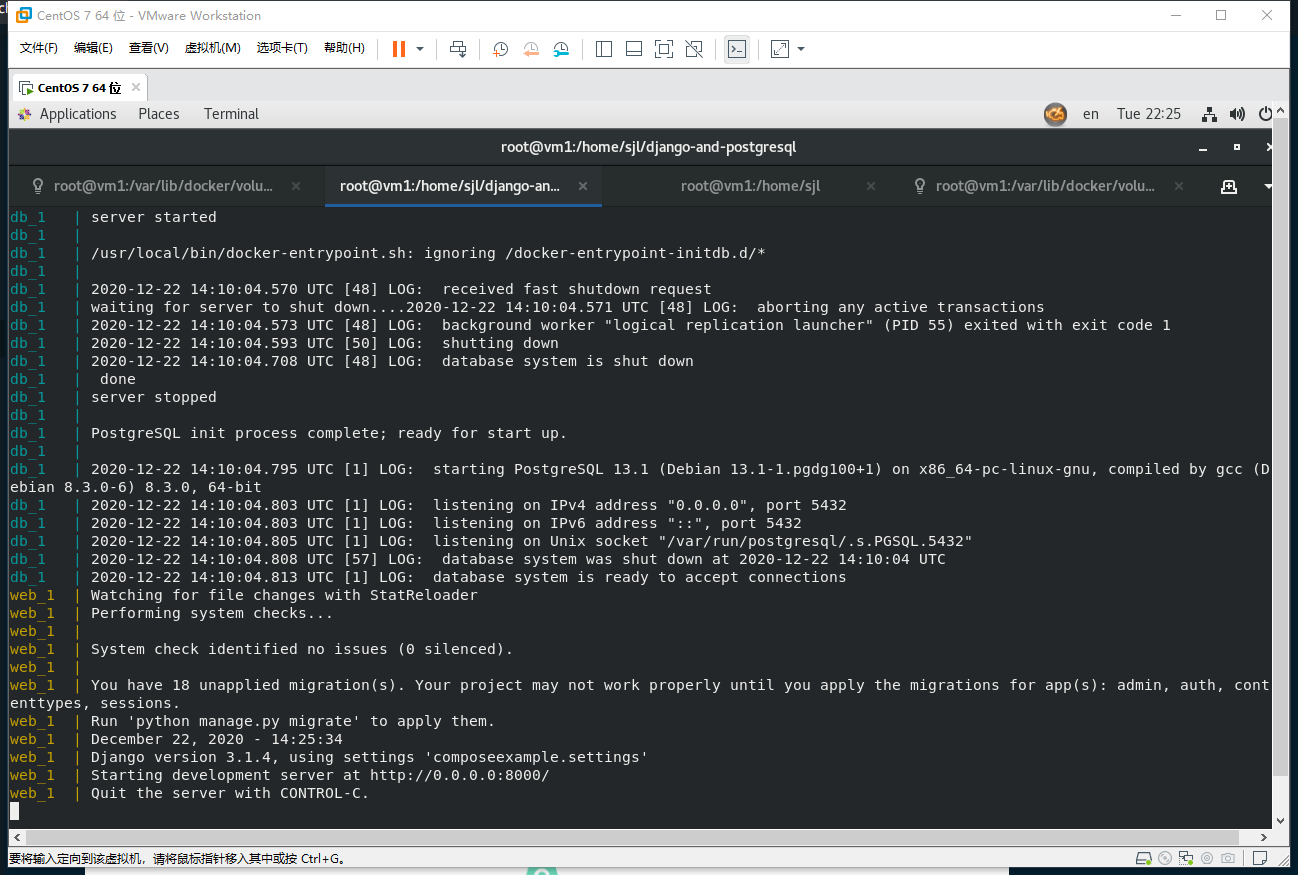 CentOS 7 64 位 - VMware Workstation
文件(F) 编辑(E) 查看(V) 虚拟机(M) 选项卡(T) 帮助(H)
CentOS 7 64 位
Applications Places Terminal en Tue 22:25
root@vm1:/home/sjl/django-and-postgresql
root@vm1:/var/lib/docker/volu... root@vm1:/home/sjl/django-an... root@vm1:/home/sjl root@vm1:/var/lib/docker/volu...
db_1 | server started
db_1 |
db_1 | /usr/local/bin/docker-entrypoint.sh: ignoring /docker-entrypoint-initdb.d/*
db_1 |
db_1 | 2020-12-22 14:10:04.570 UTC [48] LOG: received fast shutdown request
db_1 | waiting for server to shut down....2020-12-22 14:10:04.571 UTC [48] LOG: aborting any active transactions
db_1 | 2020-12-22 14:10:04.573 UTC [48] LOG: background worker "logical replication launcher" (PID 55) exited with exit code 1
db_1 | 2020-12-22 14:10:04.593 UTC [50] LOG: shutting down
db_1 | 2020-12-22 14:10:04.708 UTC [48] LOG: database system is shut down
db_1 | done
db_1 | server stopped
db_1 |
db_1 | PostgreSQL init process complete; ready for start up.
db_1 |
db_1 | 2020-12-22 14:10:04.795 UTC [1] LOG: starting PostgreSQL 13.1 (Debian 13.1-1.pgdg100+1) on x86_64-pc-linux-gnu, compiled by gcc (D
ebian 8.3.0-6) 8.3.0, 64-bit
db_1 | 2020-12-22 14:10:04.803 UTC [1] LOG: listening on IPv4 address "0.0.0.0", port 5432
db_1 | 2020-12-22 14:10:04.803 UTC [1] LOG: listening on IPv6 address "::", port 5432
db_1 | 2020-12-22 14:10:04.805 UTC [1] LOG: listening on Unix socket "/var/run/postgresql/.s.PGSQL.5432"
db_1 | 2020-12-22 14:10:04.808 UTC [57] LOG: database system was shut down at 2020-12-22 14:10:04 UTC
db_1 | 2020-12-22 14:10:04.813 UTC [1] LOG: database system is ready to accept connections
web_1 | Watching for file changes with StatReloader
web_1 | Performing system checks...
web_1 |
web_1 | System check identified no issues (0 silenced).
web_1 |
web_1 | You have 18 unapplied migration(s). Your project may not work properly until you apply the migrations for app(s): admin, auth, cont
enttypes, sessions.
web_1 | Run 'python manage.py migrate' to apply them.
web_1 | December 22, 2020 - 14:25:34
web_1 | Django version 3.1.4, using settings 'composeexample.settings'
web_1 | Starting development server at http://0.0.0.0:8000/
web_1 | Quit the server with CONTROL-C.
要将输入定向到该虚拟机，请将鼠标指针移入其中或按 Ctrl+G。